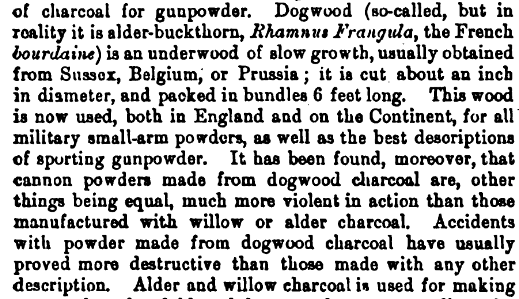 of charcoal for gunpowder. Dogwood (so-called, but in
reality it is alder-buckthorn, Rhamnus Frangula, the French
bourdaine) is an underwood of slow growth, usually obtained
from Sussex, Belgium, or Prussia; it is cut about an inch
in diameter, and packed in bundles 6 feet long. This wood
is now used, both in England and on the Continent, for all
military small-arm powders, as well as the best descriptions
of sporting gunpowder. It has been found, moreover, that
cannon powders made from dogwood charcoal are, other
things being equal, much more violent in action than those
manufactured with willow or alder charcoal. Accidents
with powder made from dogwood charcoal have usually
proved more destructive than those made with any other
description. Alder and willow charcoal is used for making